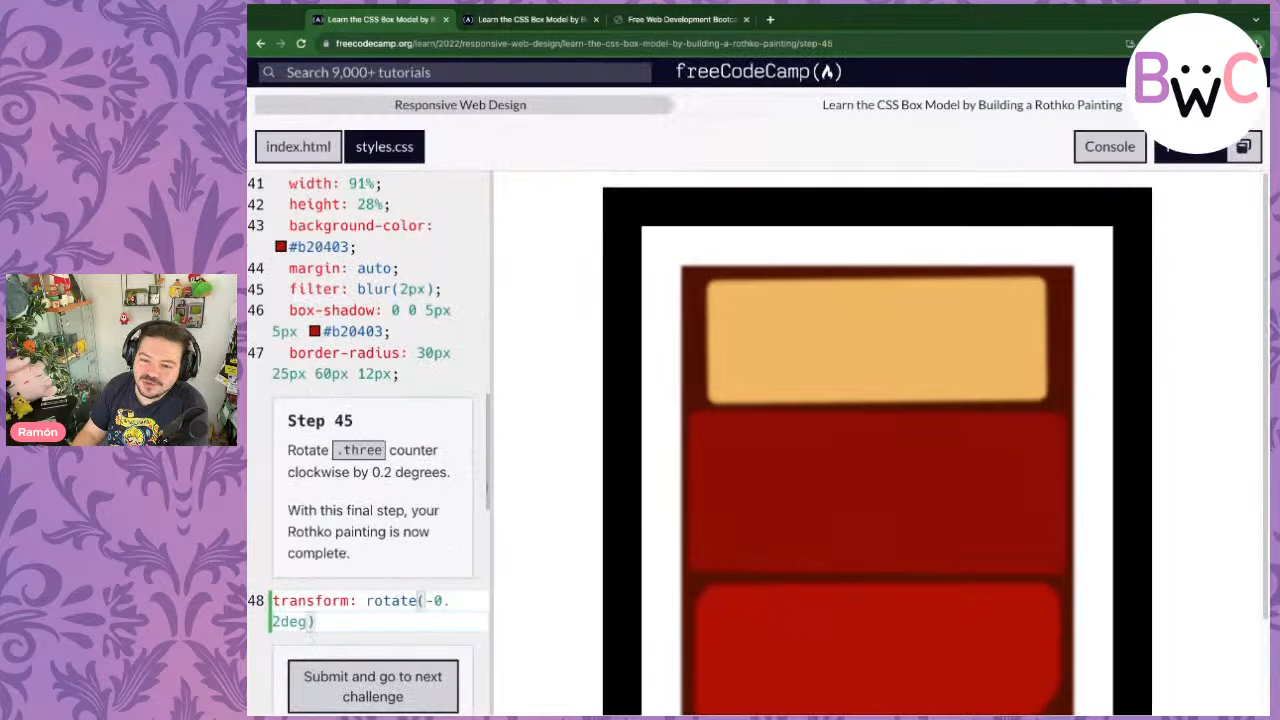 Learn the CSS Box Model by B
Learn the CSS Box Model by B
Free Web Development Bootca
freecodecamp.org/learn/2022/responsive-web-design/learn-the-css-box-model-by-building-a-rothko-painting/step-45
BWC
Search 9,000+ tutorials
freeCodeCamp
Responsive Web Design
Learn the CSS Box Model by Building a Rothko Painting
index.html
styles.css
Console
41 width: 91%;
42 height: 28%;
43 background-color:
#b20403;
44 margin: auto;
45 filter: blur(2px);
46 box-shadow: 0 0 5px
5px #b20403;
47 border-radius: 30px
25px 60px 12px;
Step 45
Rotate .three counter
clockwise by 0.2 degrees.
With this final step, your
Rothko painting is now
complete.
48 transform: rotate(-0.
2deg)
Submit and go to next
challenge
Ramón